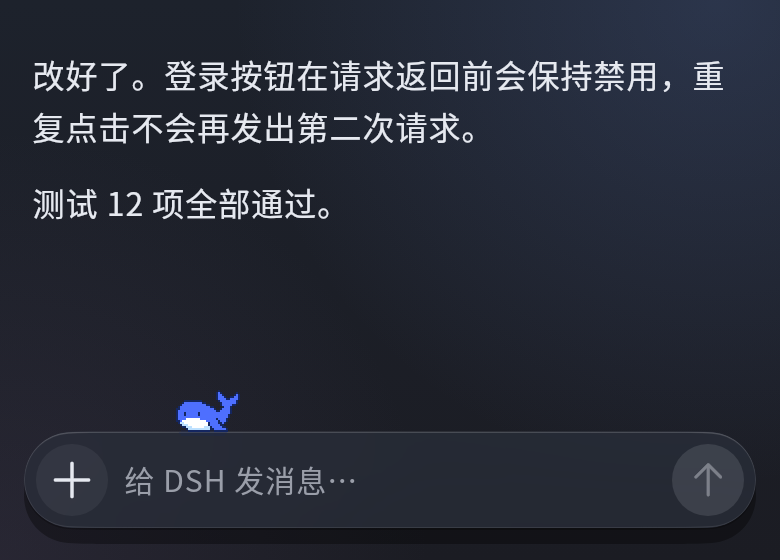 改好了。登录按钮在请求返回前会保持禁用，重
复点击不会再发出第二次请求。
测试 12 项全部通过。
给 DSH 发消息…